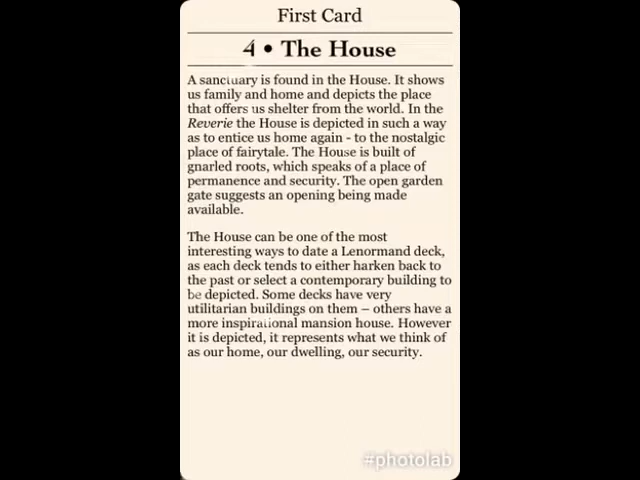 First Card
4 • The House
A sanctuary is found in the House. It shows
us family and home and depicts the place
that offers us shelter from the world. In the
Reverie the House is depicted in such a way
as to entice us home again - to the nostalgic
place of fairytale. The House is built of
gnarled roots, which speaks of a place of
permanence and security. The open garden
gate suggests an opening being made
available.
The House can be one of the most
interesting ways to date a Lenormand deck,
as each deck tends to either harken back to
the past or select a contemporary building to
be depicted. Some decks have very
utilitarian buildings on them – others have a
more inspirational mansion house. However
it is depicted, it represents what we think of
as our home, our dwelling, our security.
#photolab